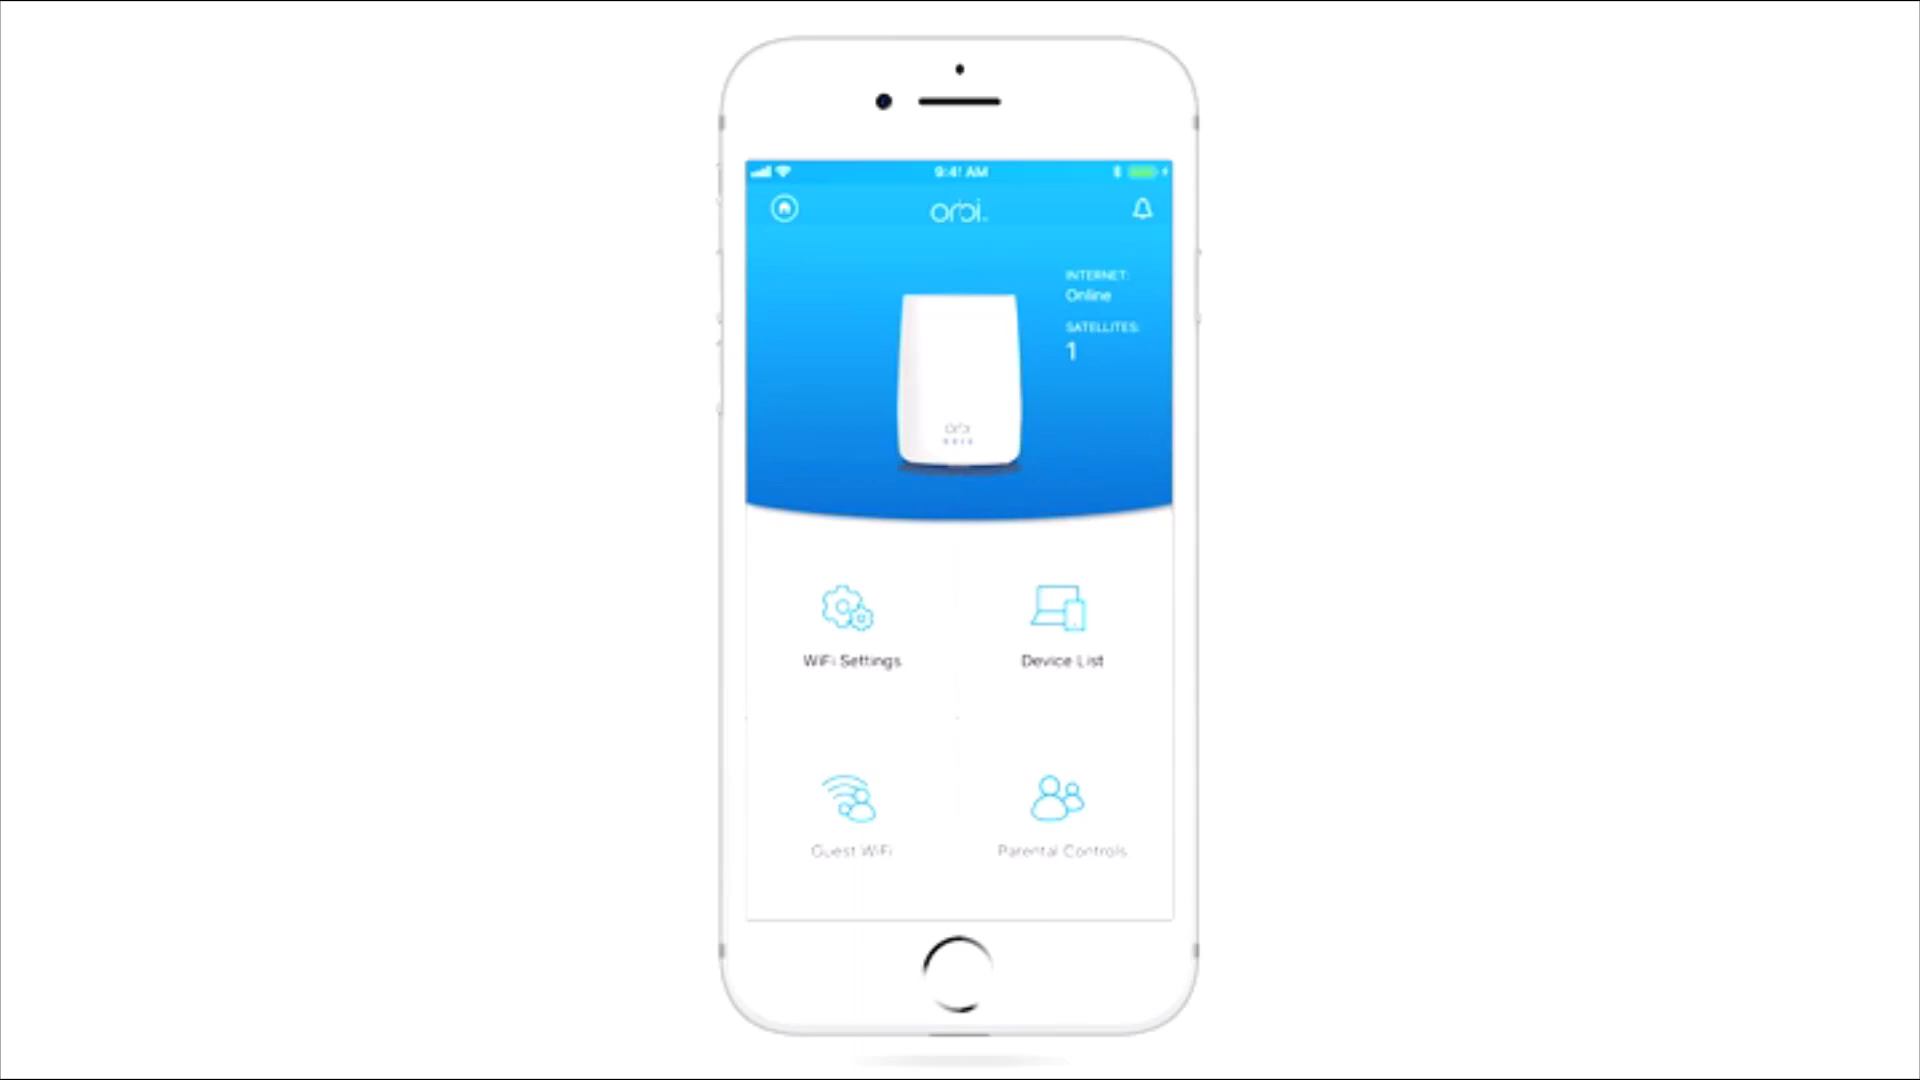 9:41 AM
orbi
INTERNET:
Online
SATELLITES:
1
orbi
WiFi Settings
Device List
Guest WiFi
Parental Controls